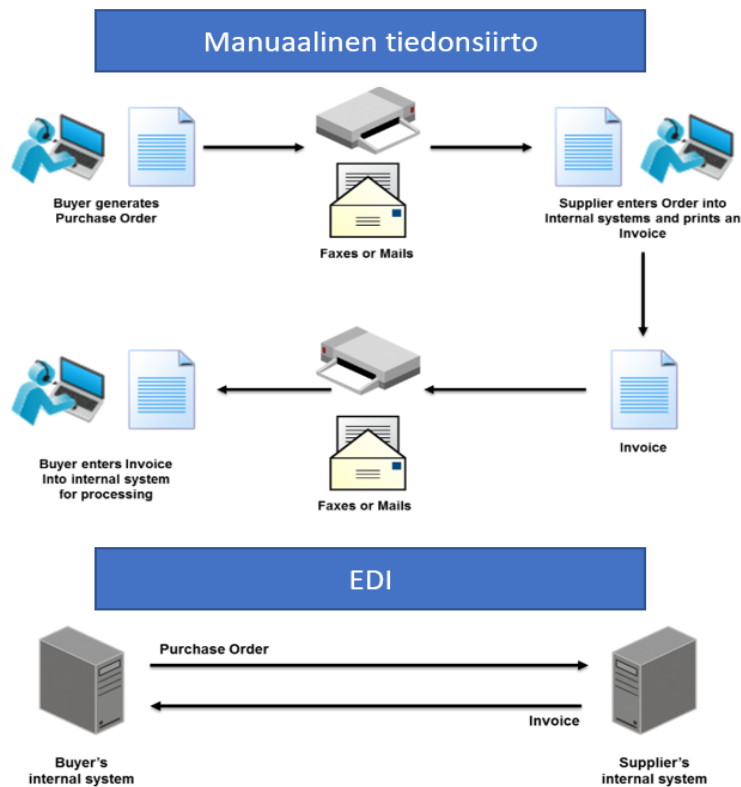 Manuaalinen tiedonsiirto
Buyer generates
Purchase Order
Faxes or Mails
Supplier enters Order into
Internal systems and prints an
Invoice
Buyer enters Invoice
Into internal system
for processing
Faxes or Mails
Invoice
EDI
Purchase Order
Invoice
Buyer's
internal system
Supplier's
internal system